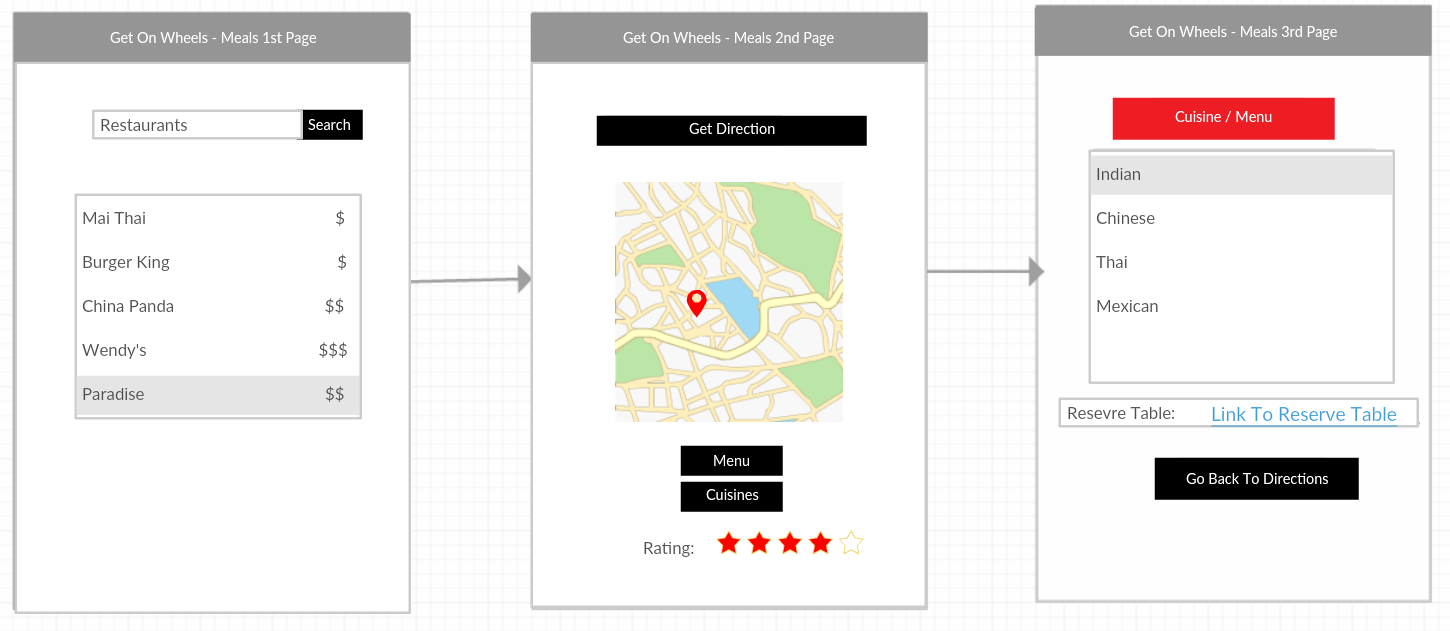 Get On Wheels - Meals 1st Page
Restaurants
Search
Mai Thai $
Burger King $
China Panda $$
Wendy's $$$
Paradise $$
Get On Wheels - Meals 2nd Page
Get Direction
Menu
Cuisines
Rating:
Get On Wheels - Meals 3rd Page
Cuisine / Menu
Indian
Chinese
Thai
Mexican
Resevre Table: Link To Reserve Table
Go Back To Directions